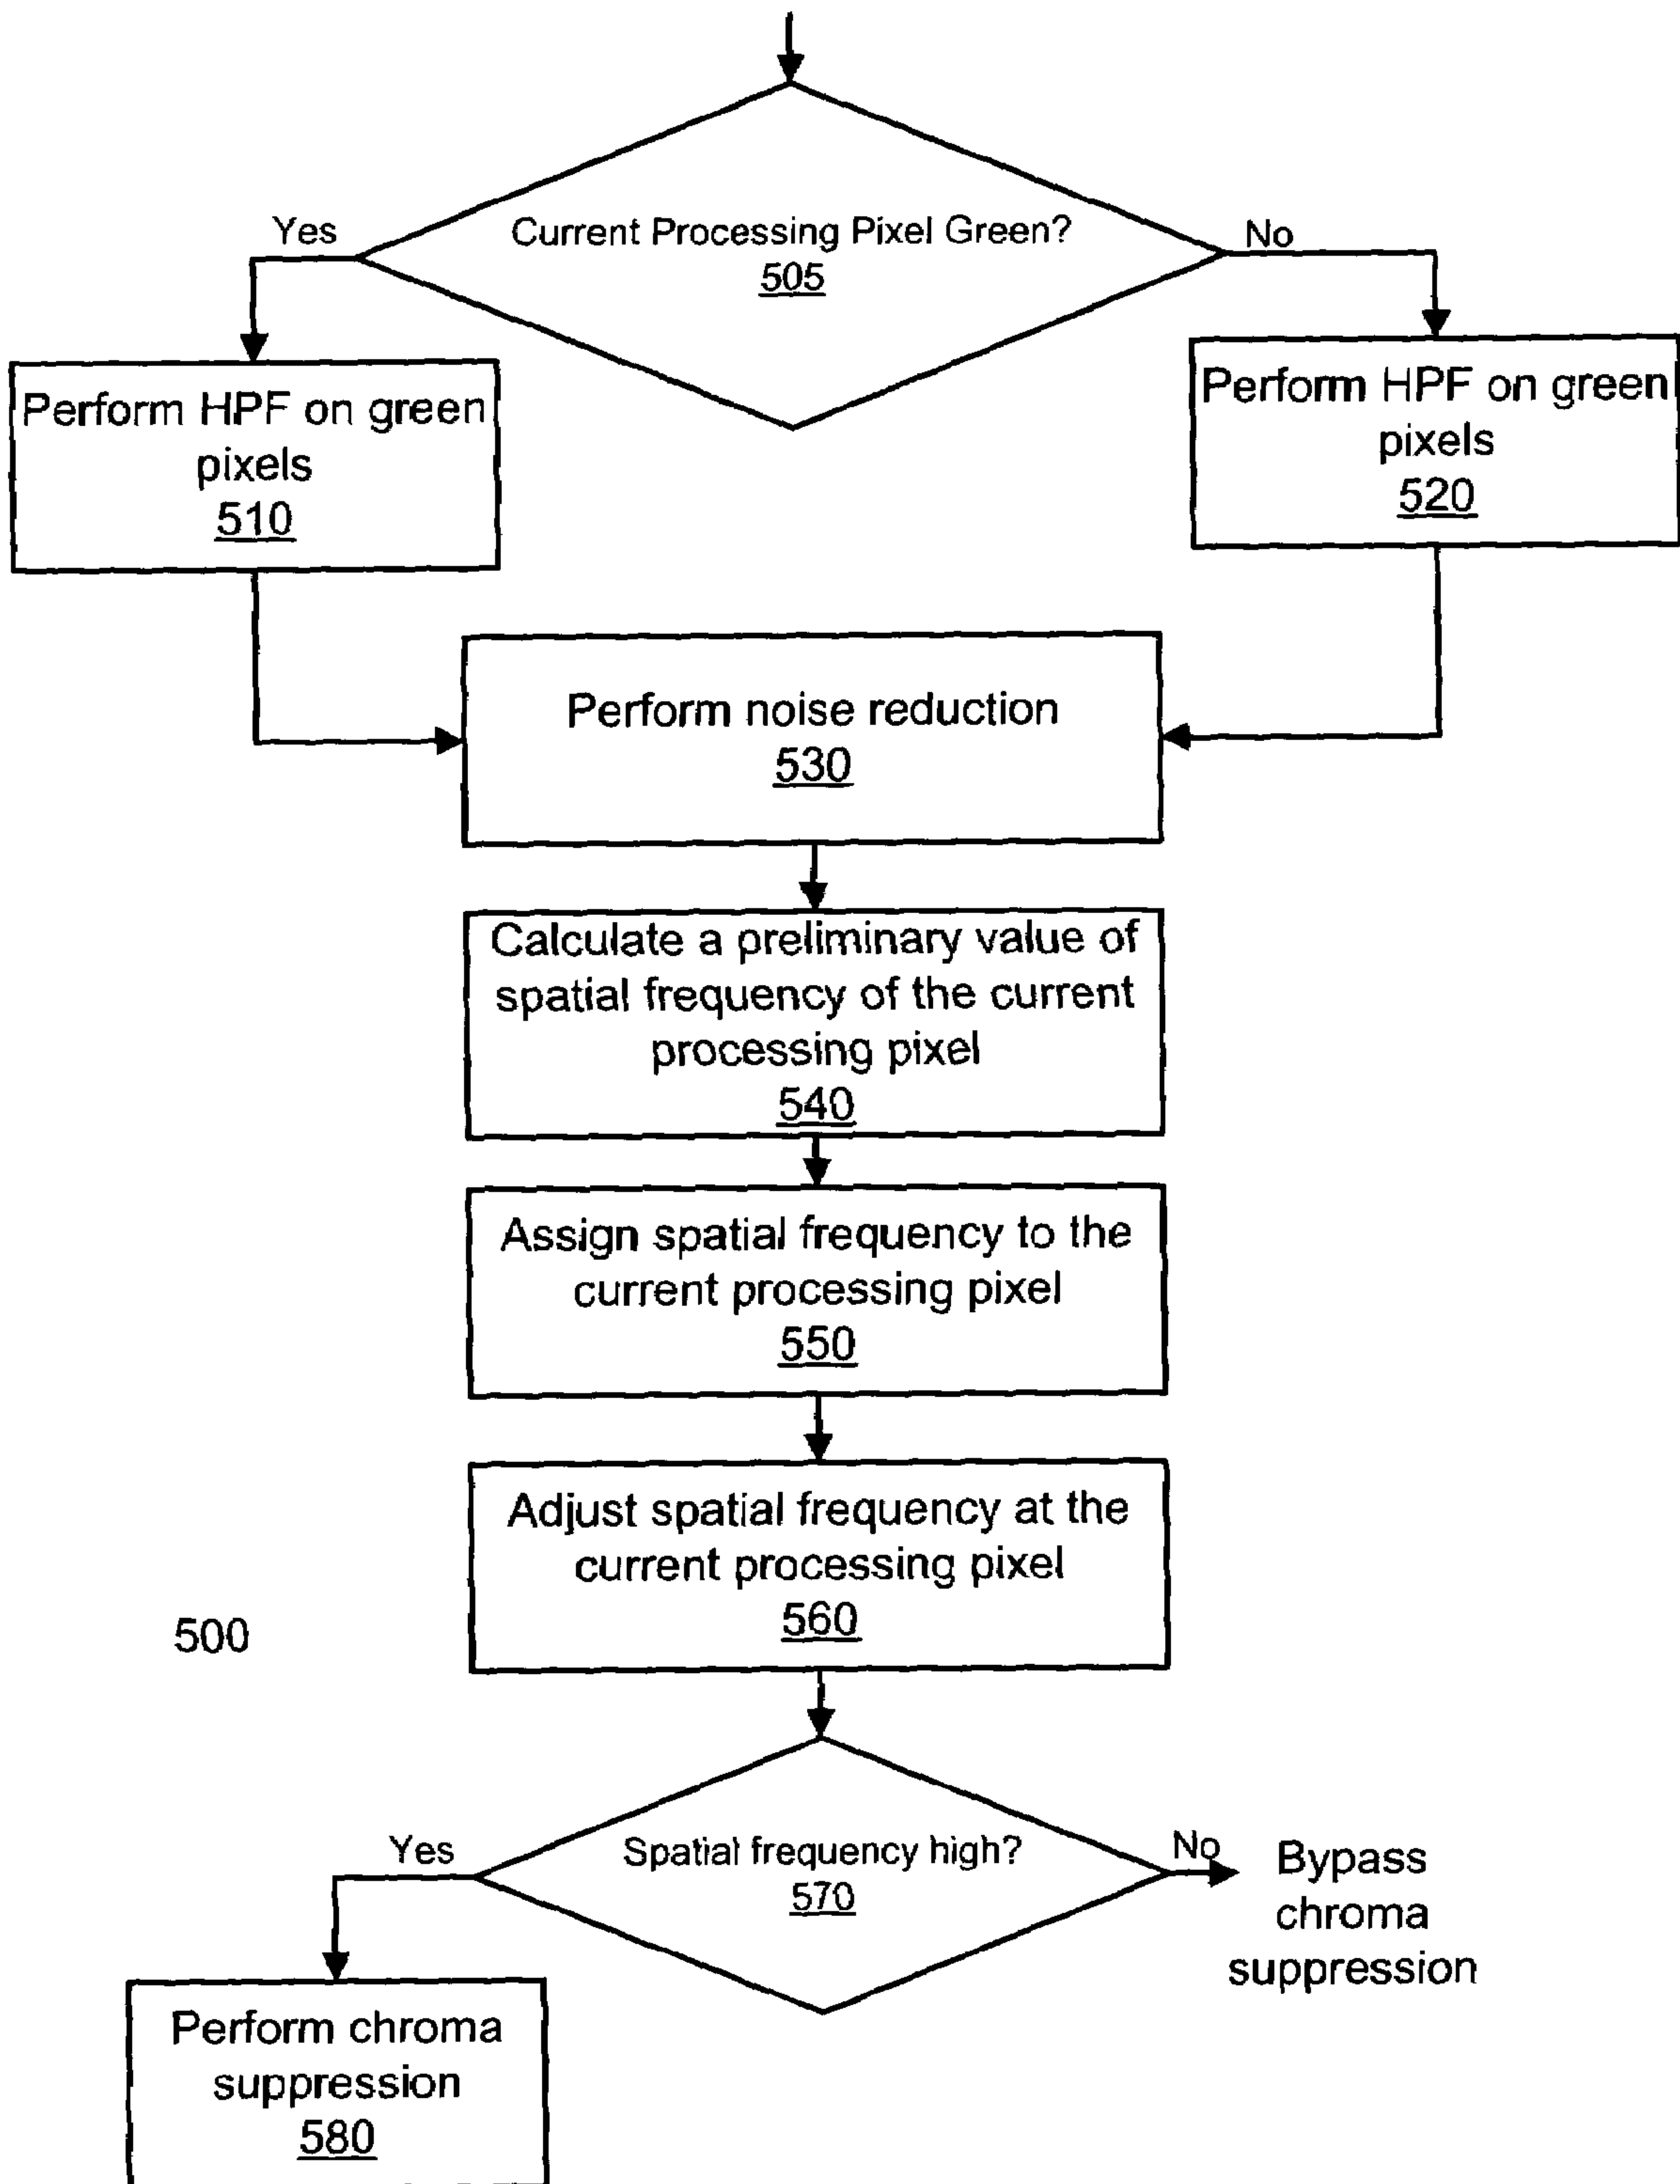 Yes
Current Processing Pixel Green?
505
No
Perform HPF on green
pixels
510
Perform HPF on green
pixels
520
Perform noise reduction
530
Calculate a preliminary value of
spatial frequency of the current
processing pixel
540
Assign spatial frequency to the
current processing pixel
550
Adjust spatial frequency at the
current processing pixel
560
500
Yes
Spatial frequency high?
570
No
Bypass
chroma
suppression
Perform chroma
suppression
580